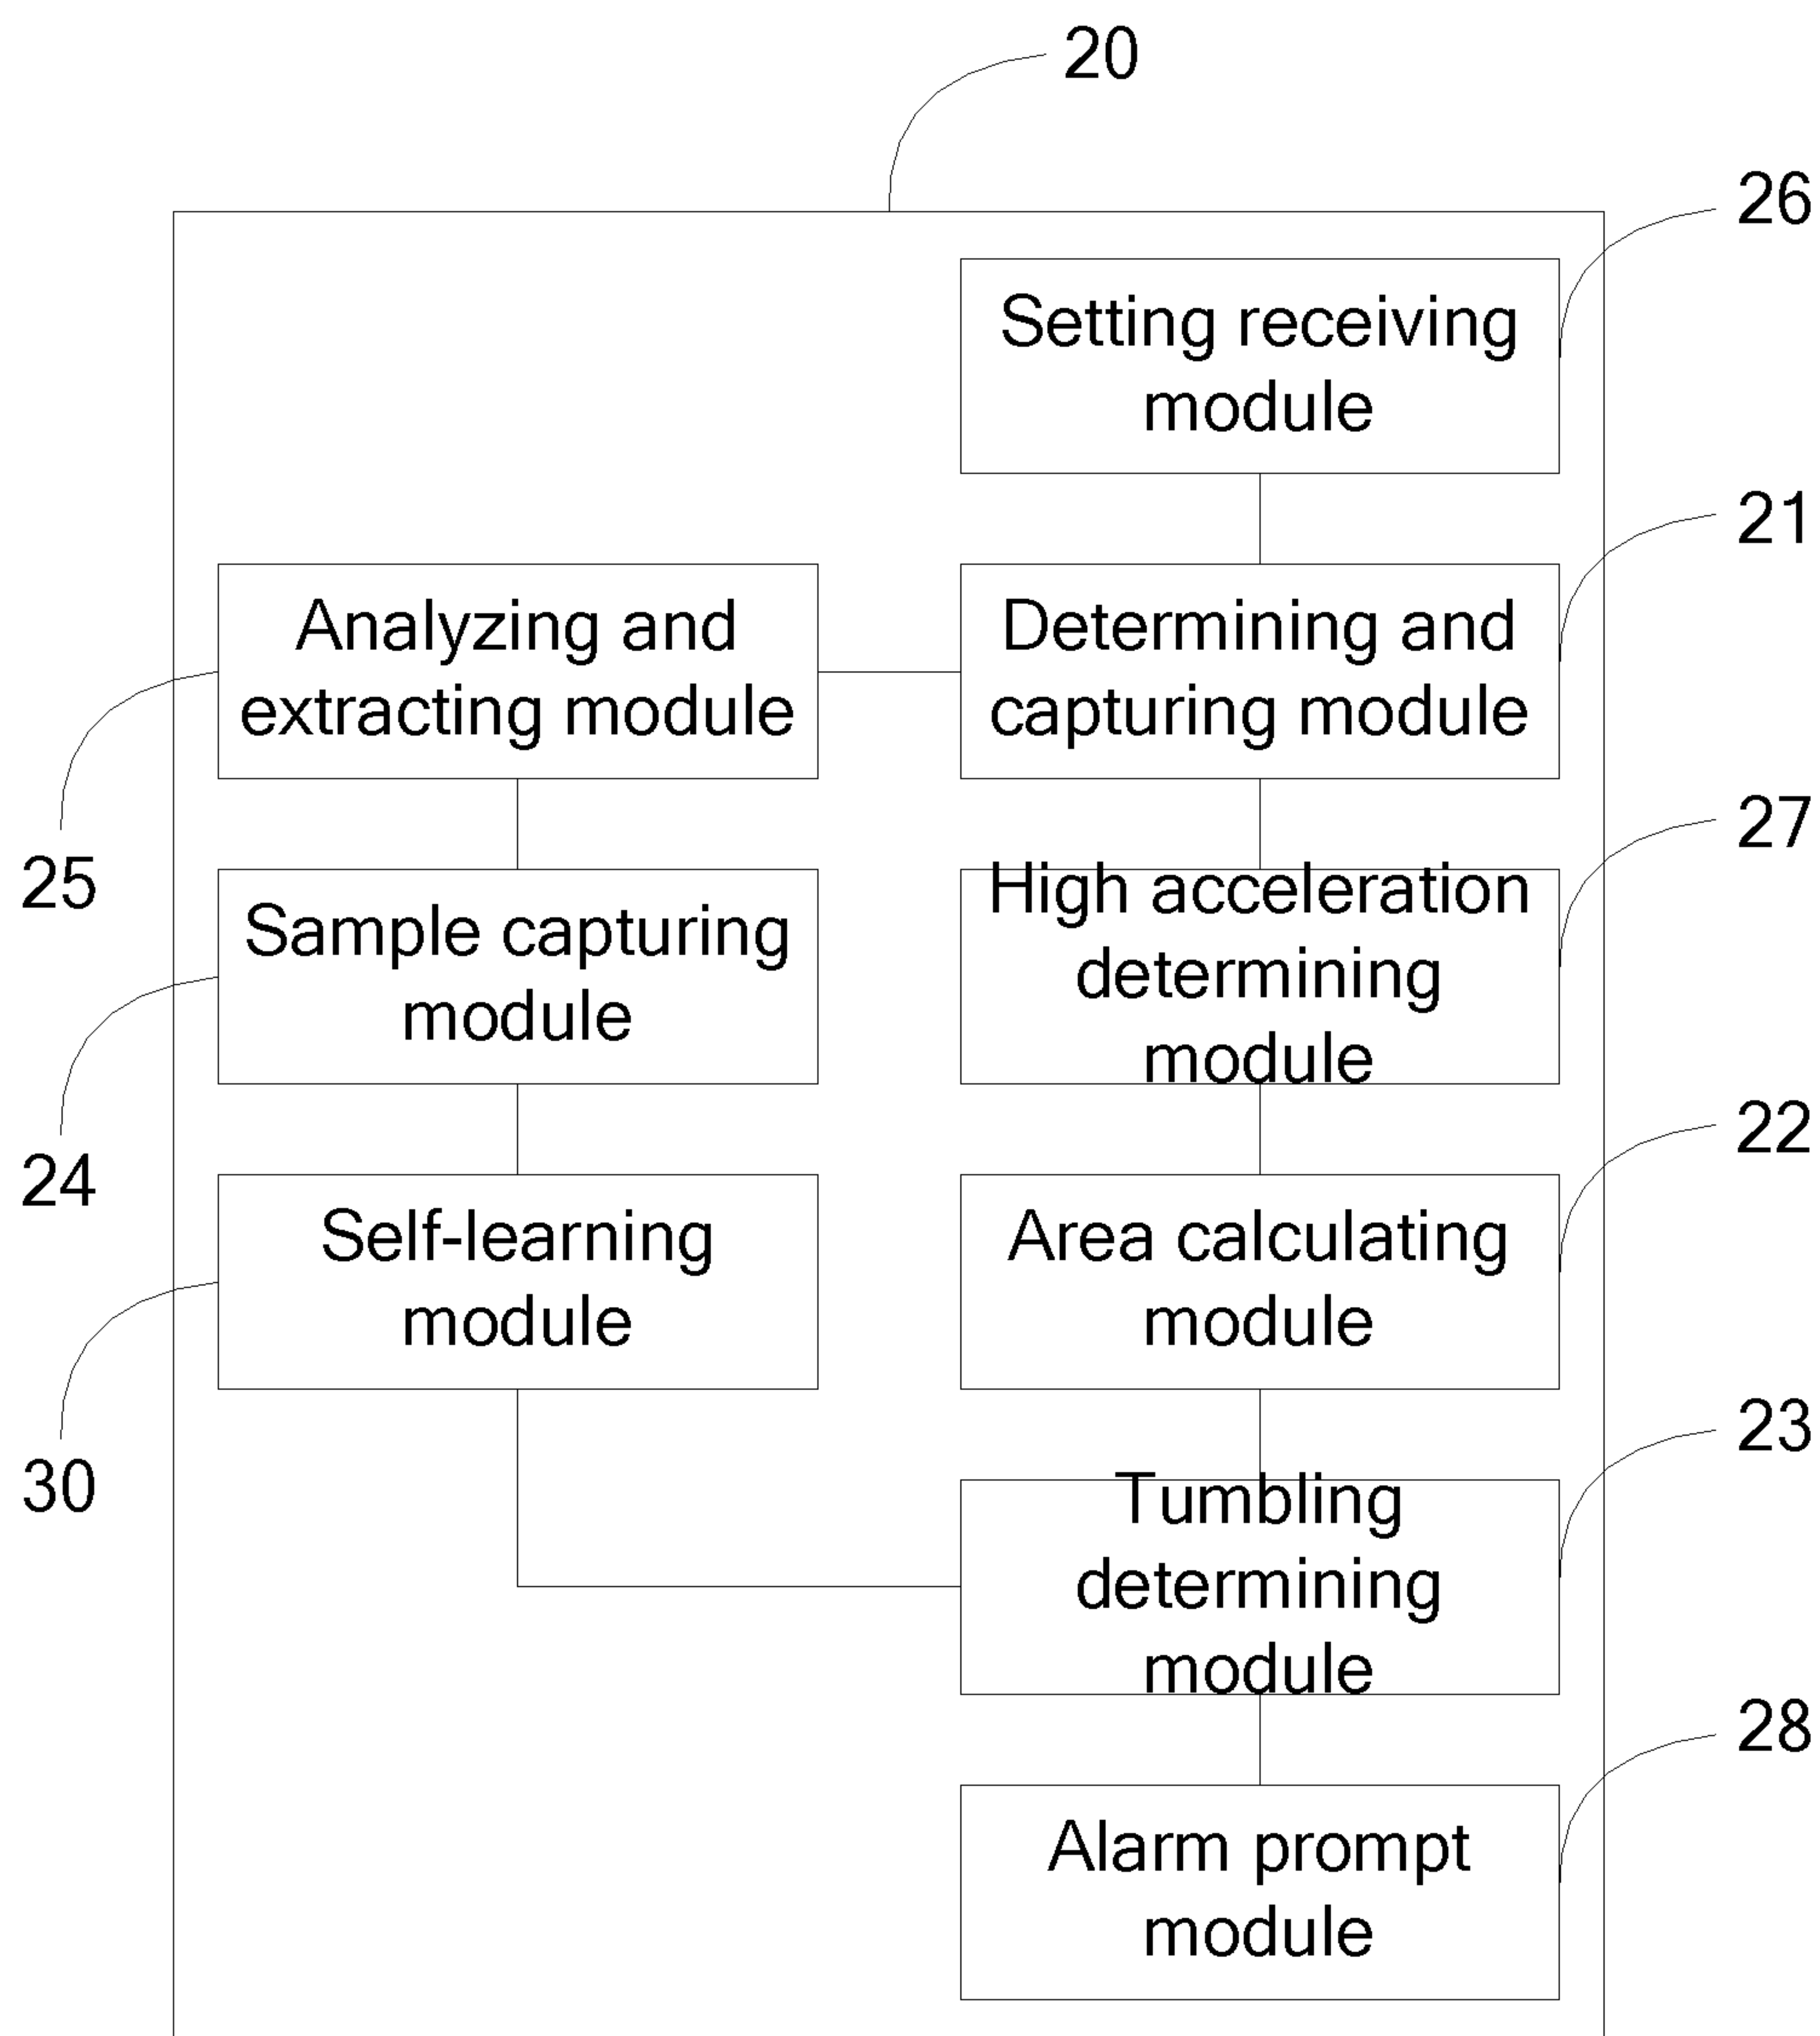 20
26
Setting receiving
module
21
Analyzing and
extracting module
Determining and
capturing module
27
25
Sample capturing
module
High acceleration
determining
module
24
22
Self-learning
module
Area calculating
module
30
23
Tumbling
determining
module
28
Alarm prompt
module